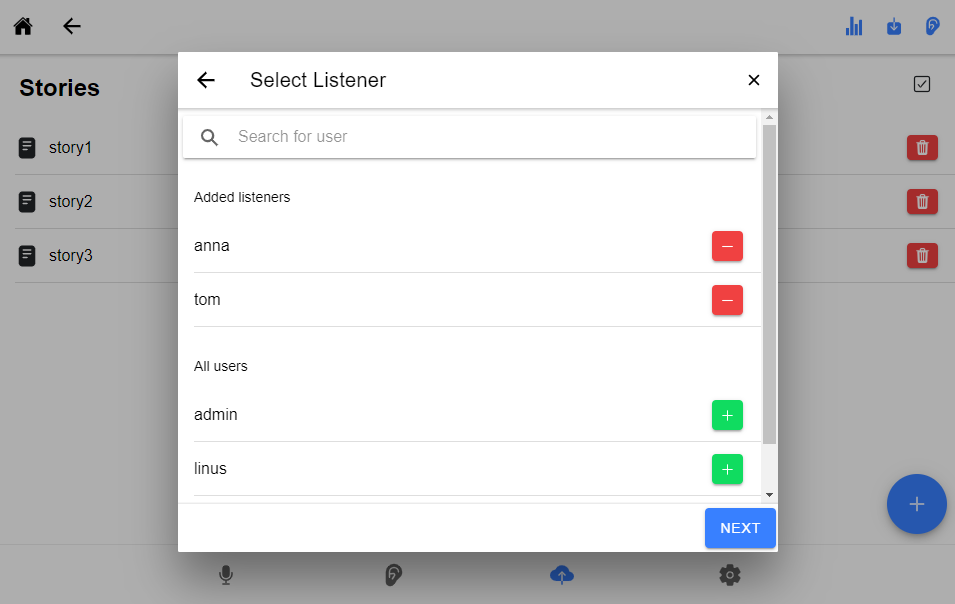 Stories
story1
story2
story3
Select Listener
Search for user
Added listeners
anna
tom
All users
admin
linus
NEXT